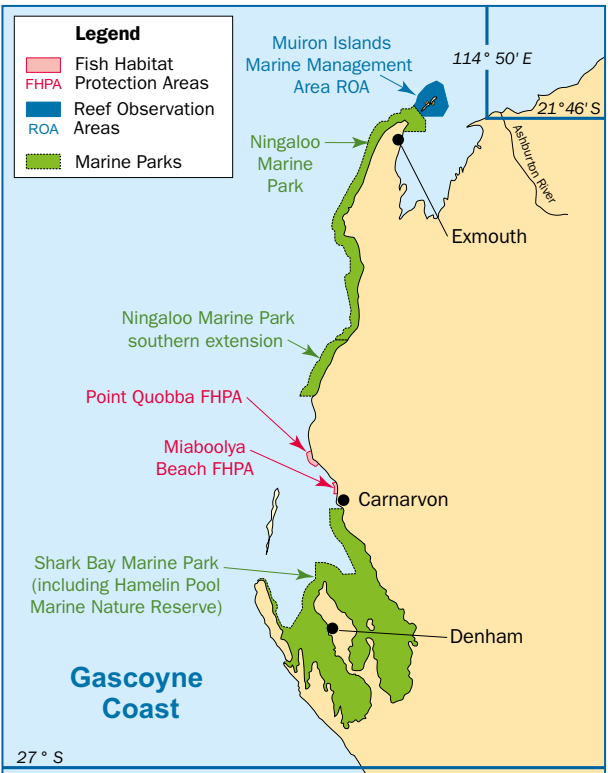 Legend
Fish Habitat
FHPA Protection Areas
Reef Observation
ROA Areas
Marine Parks
Muiron Islands
Marine Management
Area ROA
114° 50' E
21°46' S
Ashburton River
Ningaloo
Marine
Park
Exmouth
Ningaloo Marine Park
southern extension
Point Quobba FHPA
Miaboolya
Beach FHPA
Carnarvon
Shark Bay Marine Park
(including Hamelin Pool
Marine Nature Reserve)
Denham
Gascoyne
Coast
27° S